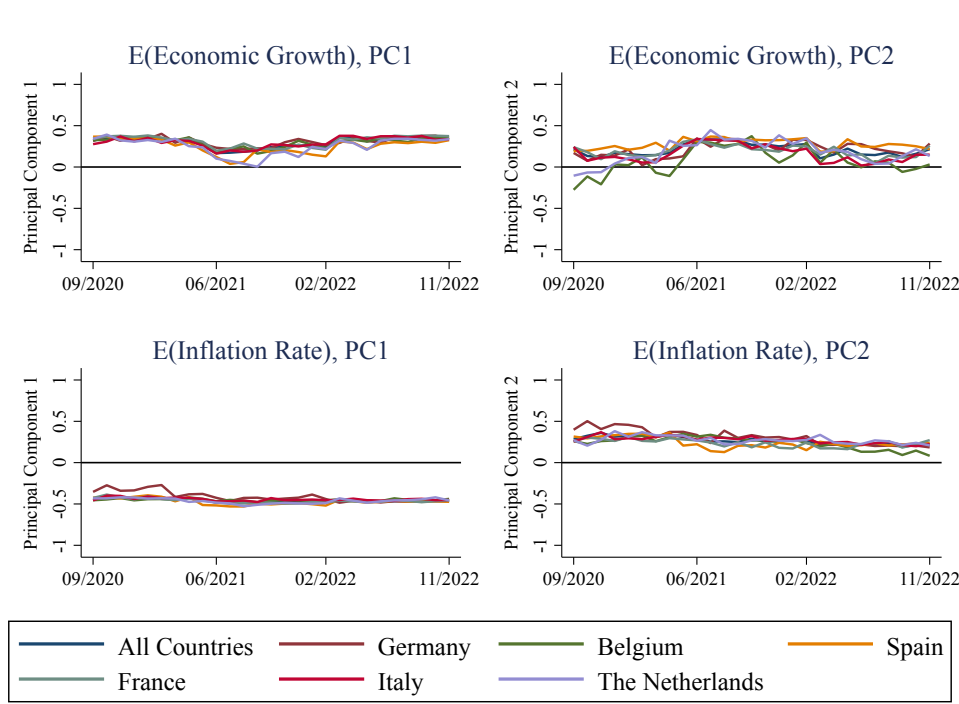 E(Economic Growth), PC1
Principal Component 1
1
0.5
0
-0.5
-1
09/2020 06/2021 02/2022 11/2022
E(Economic Growth), PC2
Principal Component 2
1
0.5
0
-0.5
-1
09/2020 06/2021 02/2022 11/2022
E(Inflation Rate), PC1
Principal Component 1
1
0.5
0
-0.5
-1
09/2020 06/2021 02/2022 11/2022
E(Inflation Rate), PC2
Principal Component 2
1
0.5
0
-0.5
-1
09/2020 06/2021 02/2022 11/2022
All Countries Germany Belgium Spain
France Italy The Netherlands